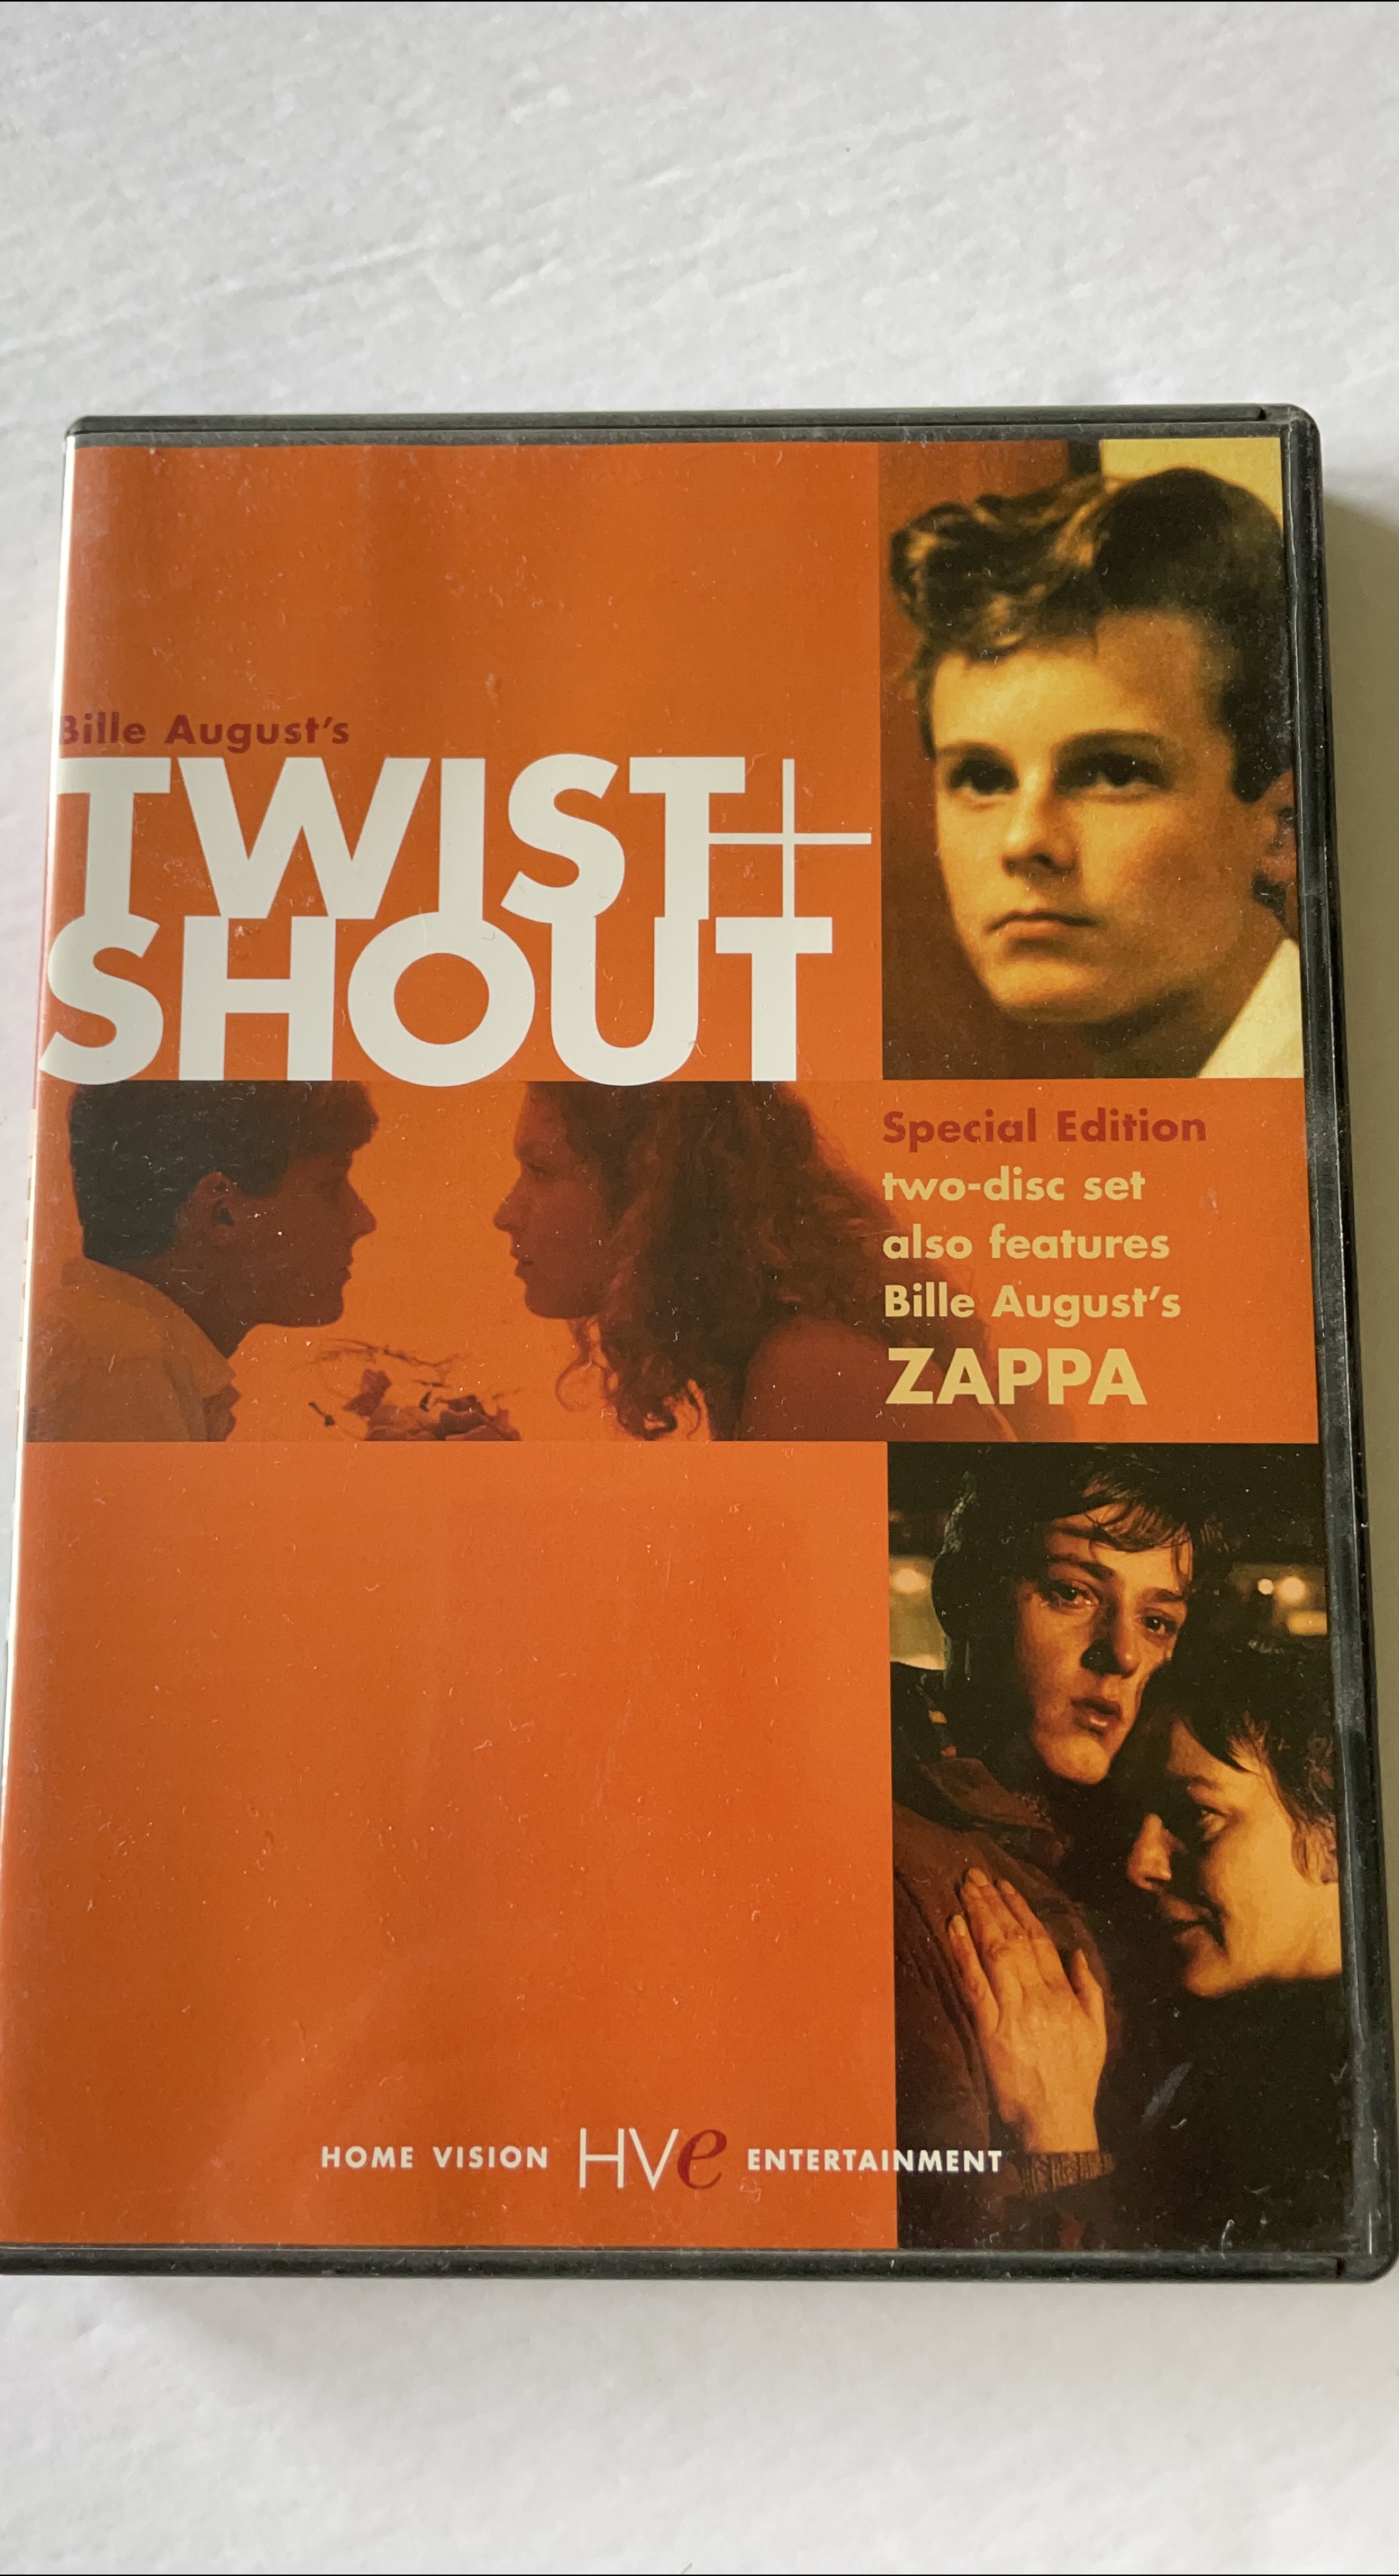 Bille August's
TWIST+
SHOUT
Special Edition
two-disc set
also features
Bille August's
ZAPPA
HOME VISION HVe ENTERTAINMENT